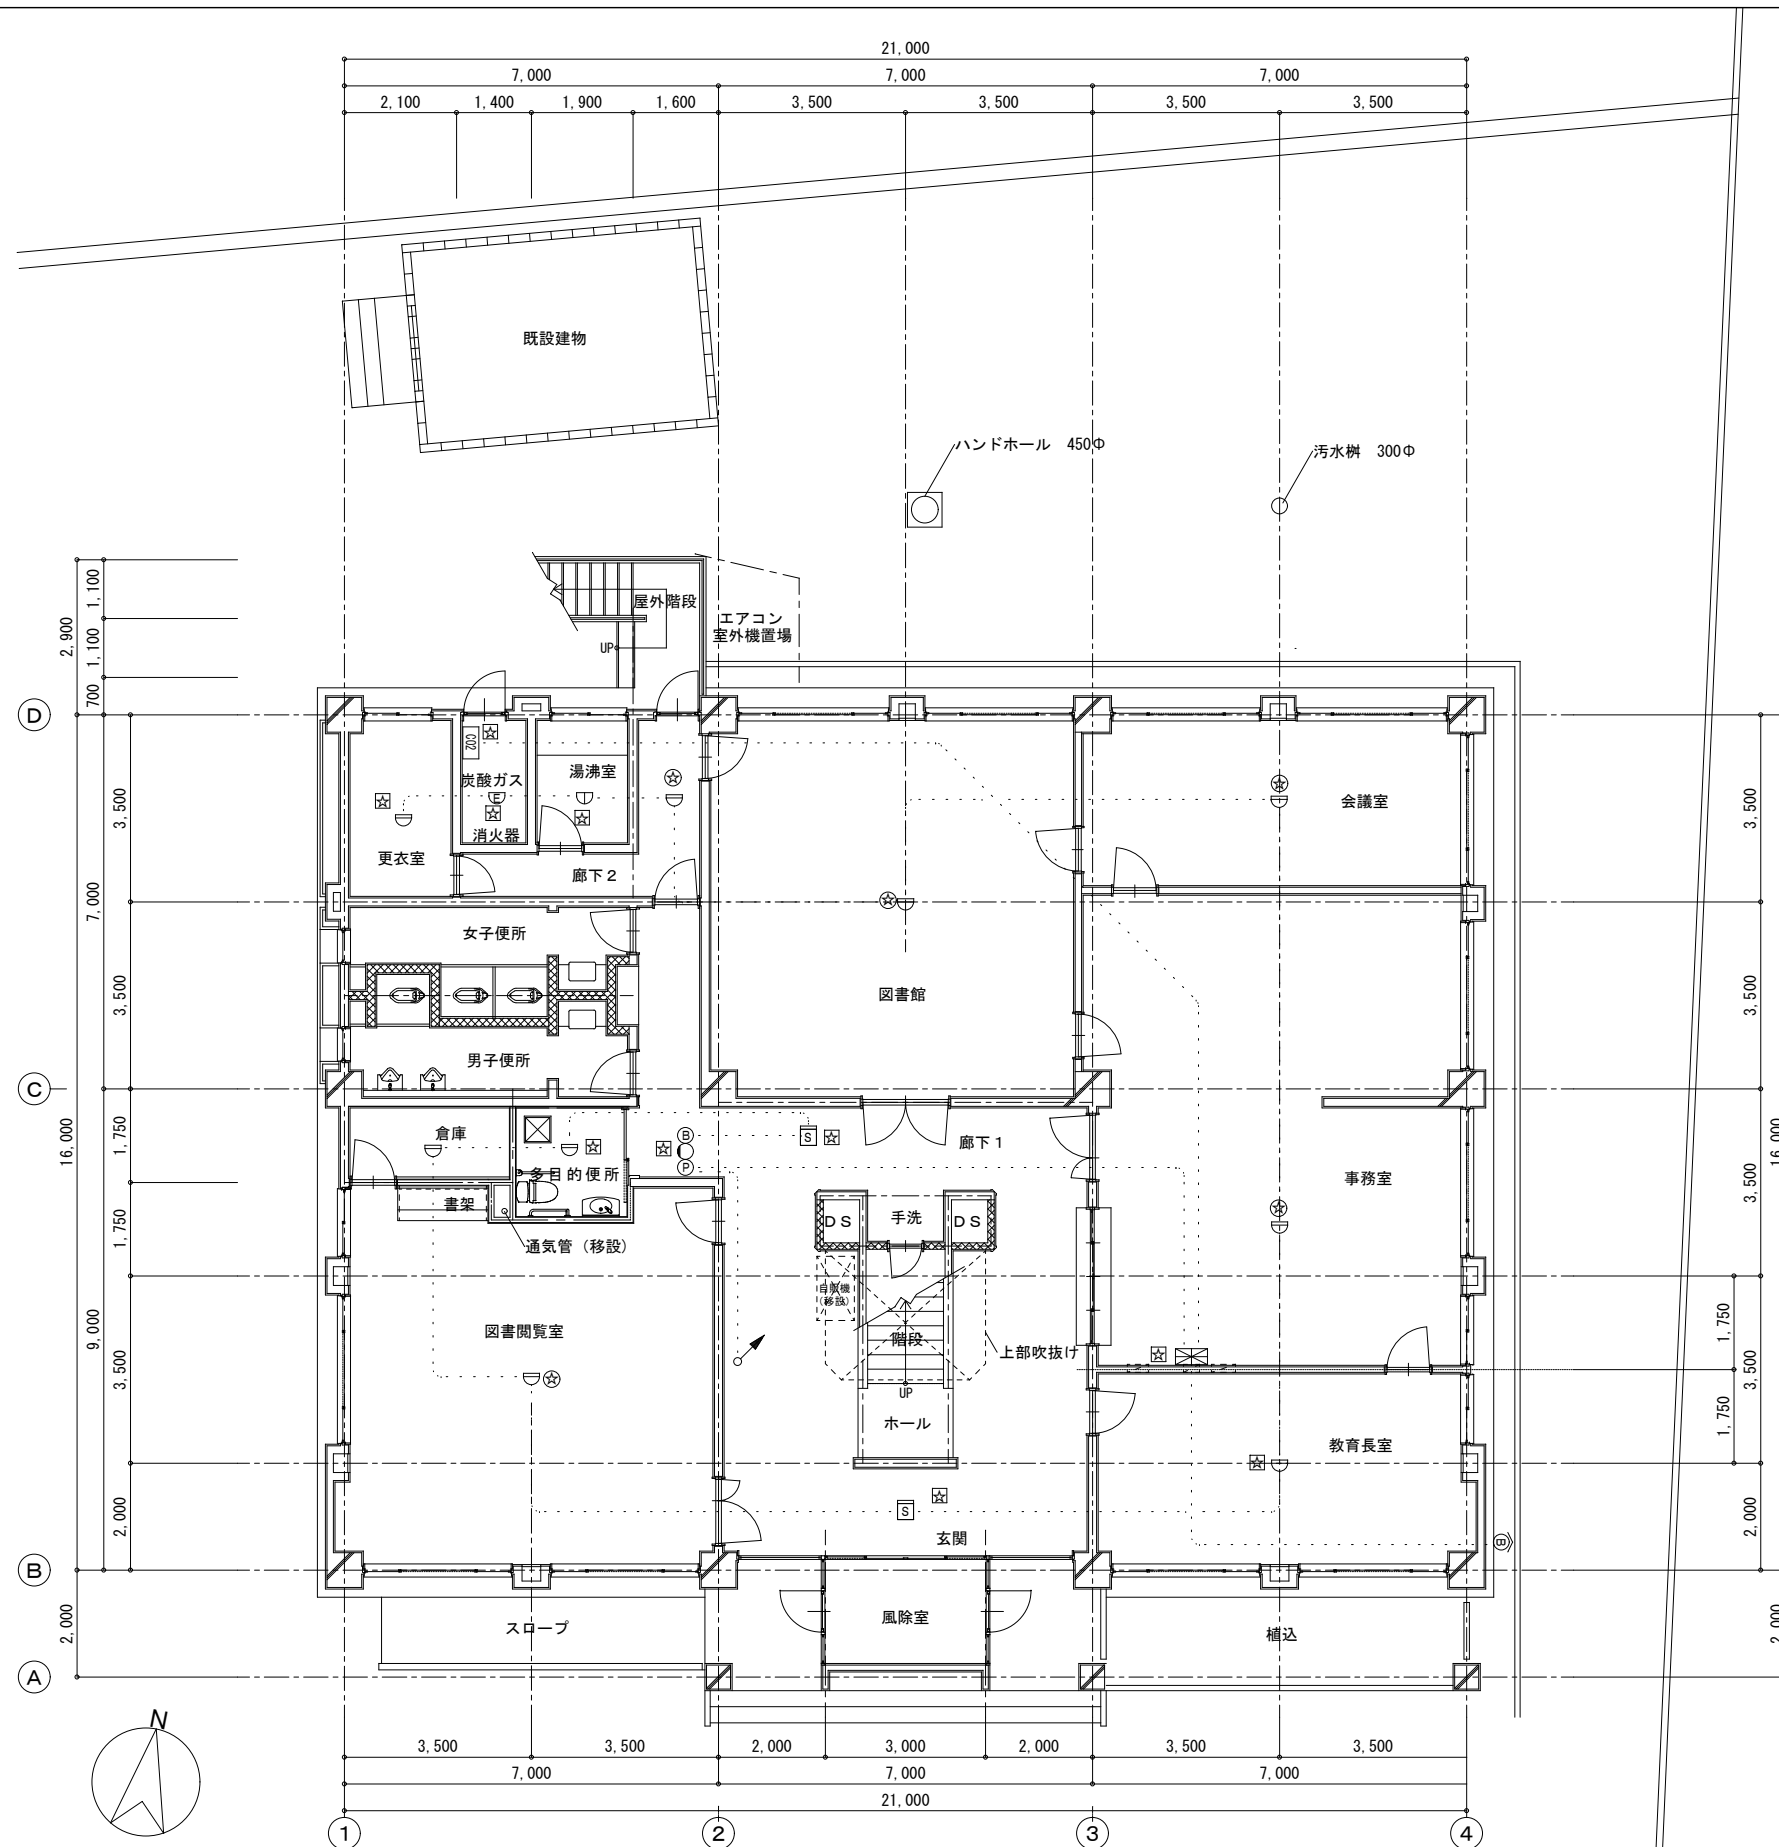 21,000
7,000 7,000 7,000
2,100 1,400 1,900 1,600 3,500 3,500 3,500 3,500
既設建物
ハンドホール 450Φ
汚水桝 300Φ
屋外階段
UP
エアコン
室外機置場
2,900
1,100
1,100
700
D
CO2
炭酸ガス
E
消火器
湯沸室
更衣室
廊下2
会議室
3,500
7,000
3,500
3,500
女子便所
図書館
3,500
男子便所
C
16,000
1,750
倉庫
B
P
S
廊下1
多目的便所
事務室
16,000
3,500
書架
手洗
DS
DS
通気管(移設)
1,750
自販機
(移設)
図書閲覧室
階段
上部吹抜け
UP
9,000
3,500
1,750
3,500
1,750
ホール
教育長室
2,000
S
玄関
B
2,000
B
風除室
スロープ
植込
2,000
2,000
A
N
3,500 3,500 2,000 3,000 2,000 3,500 3,500
7,000 7,000 7,000
21,000
1 2 3 4